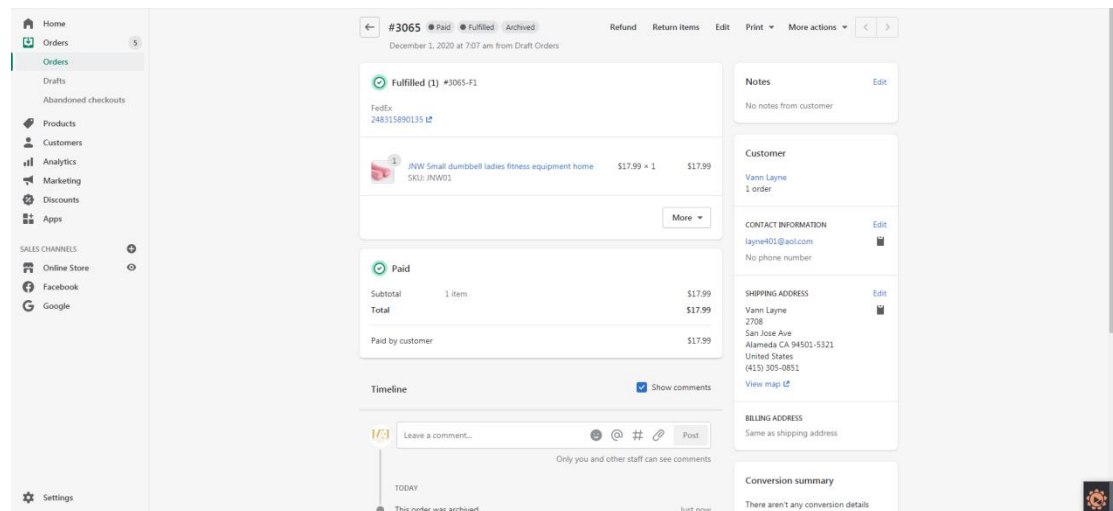 Home
Orders 5
Orders
Drafts
Abandoned checkouts
Products
Customers
Analytics
Marketing
Discounts
Apps
SALES CHANNELS
Online Store
Facebook
Google
Settings
#3065 Paid Fulfilled Archived Refund Return items Edit Print More actions
December 1, 2020 at 7:07 am from Draft Orders
Fulfilled (1) #3065-F1
FedEx
248315890135
1
JNW Small dumbbell ladies fitness equipment home $17.99 × 1 $17.99
SKU: JNW01
More
Paid
Subtotal 1 item $17.99
Total $17.99
Paid by customer $17.99
Timeline Show comments
Leave a comment... Post
Only you and other staff can see comments
TODAY
This order was archived. Just now
Notes Edit
No notes from customer
Customer
Vann Layne
1 order
CONTACT INFORMATION Edit
layne401@aol.com
No phone number
SHIPPING ADDRESS Edit
Vann Layne
2708
San Jose Ave
Alameda CA 94501-5321
United States
(415) 305-0851
View map
BILLING ADDRESS
Same as shipping address
Conversion summary
There aren't any conversion details